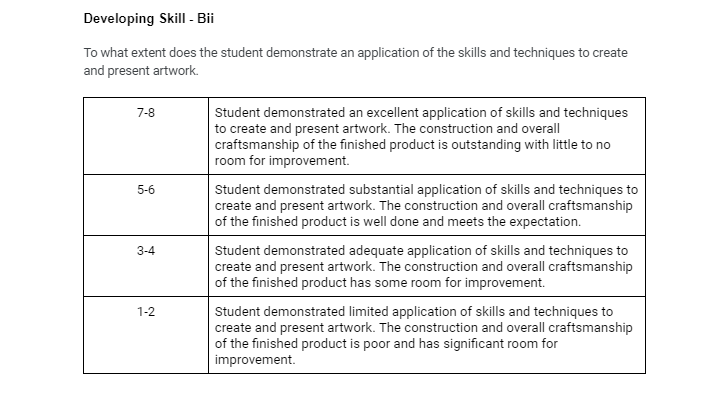 Developing Skill - Bii
To what extent does the student demonstrate an application of the skills and techniques to create
and present artwork.
7-8
Student demonstrated an excellent application of skills and techniques
to create and present artwork. The construction and overall
craftsmanship of the finished product is outstanding with little to no
room for improvement.
5-6
Student demonstrated substantial application of skills and techniques to
create and present artwork. The construction and overall craftsmanship
of the finished product is well done and meets the expectation.
3-4
Student demonstrated adequate application of skills and techniques to
create and present artwork. The construction and overall craftsmanship
of the finished product has some room for improvement.
1-2
Student demonstrated limited application of skills and techniques to
create and present artwork. The construction and overall craftsmanship
of the finished product is poor and has significant room for
improvement.